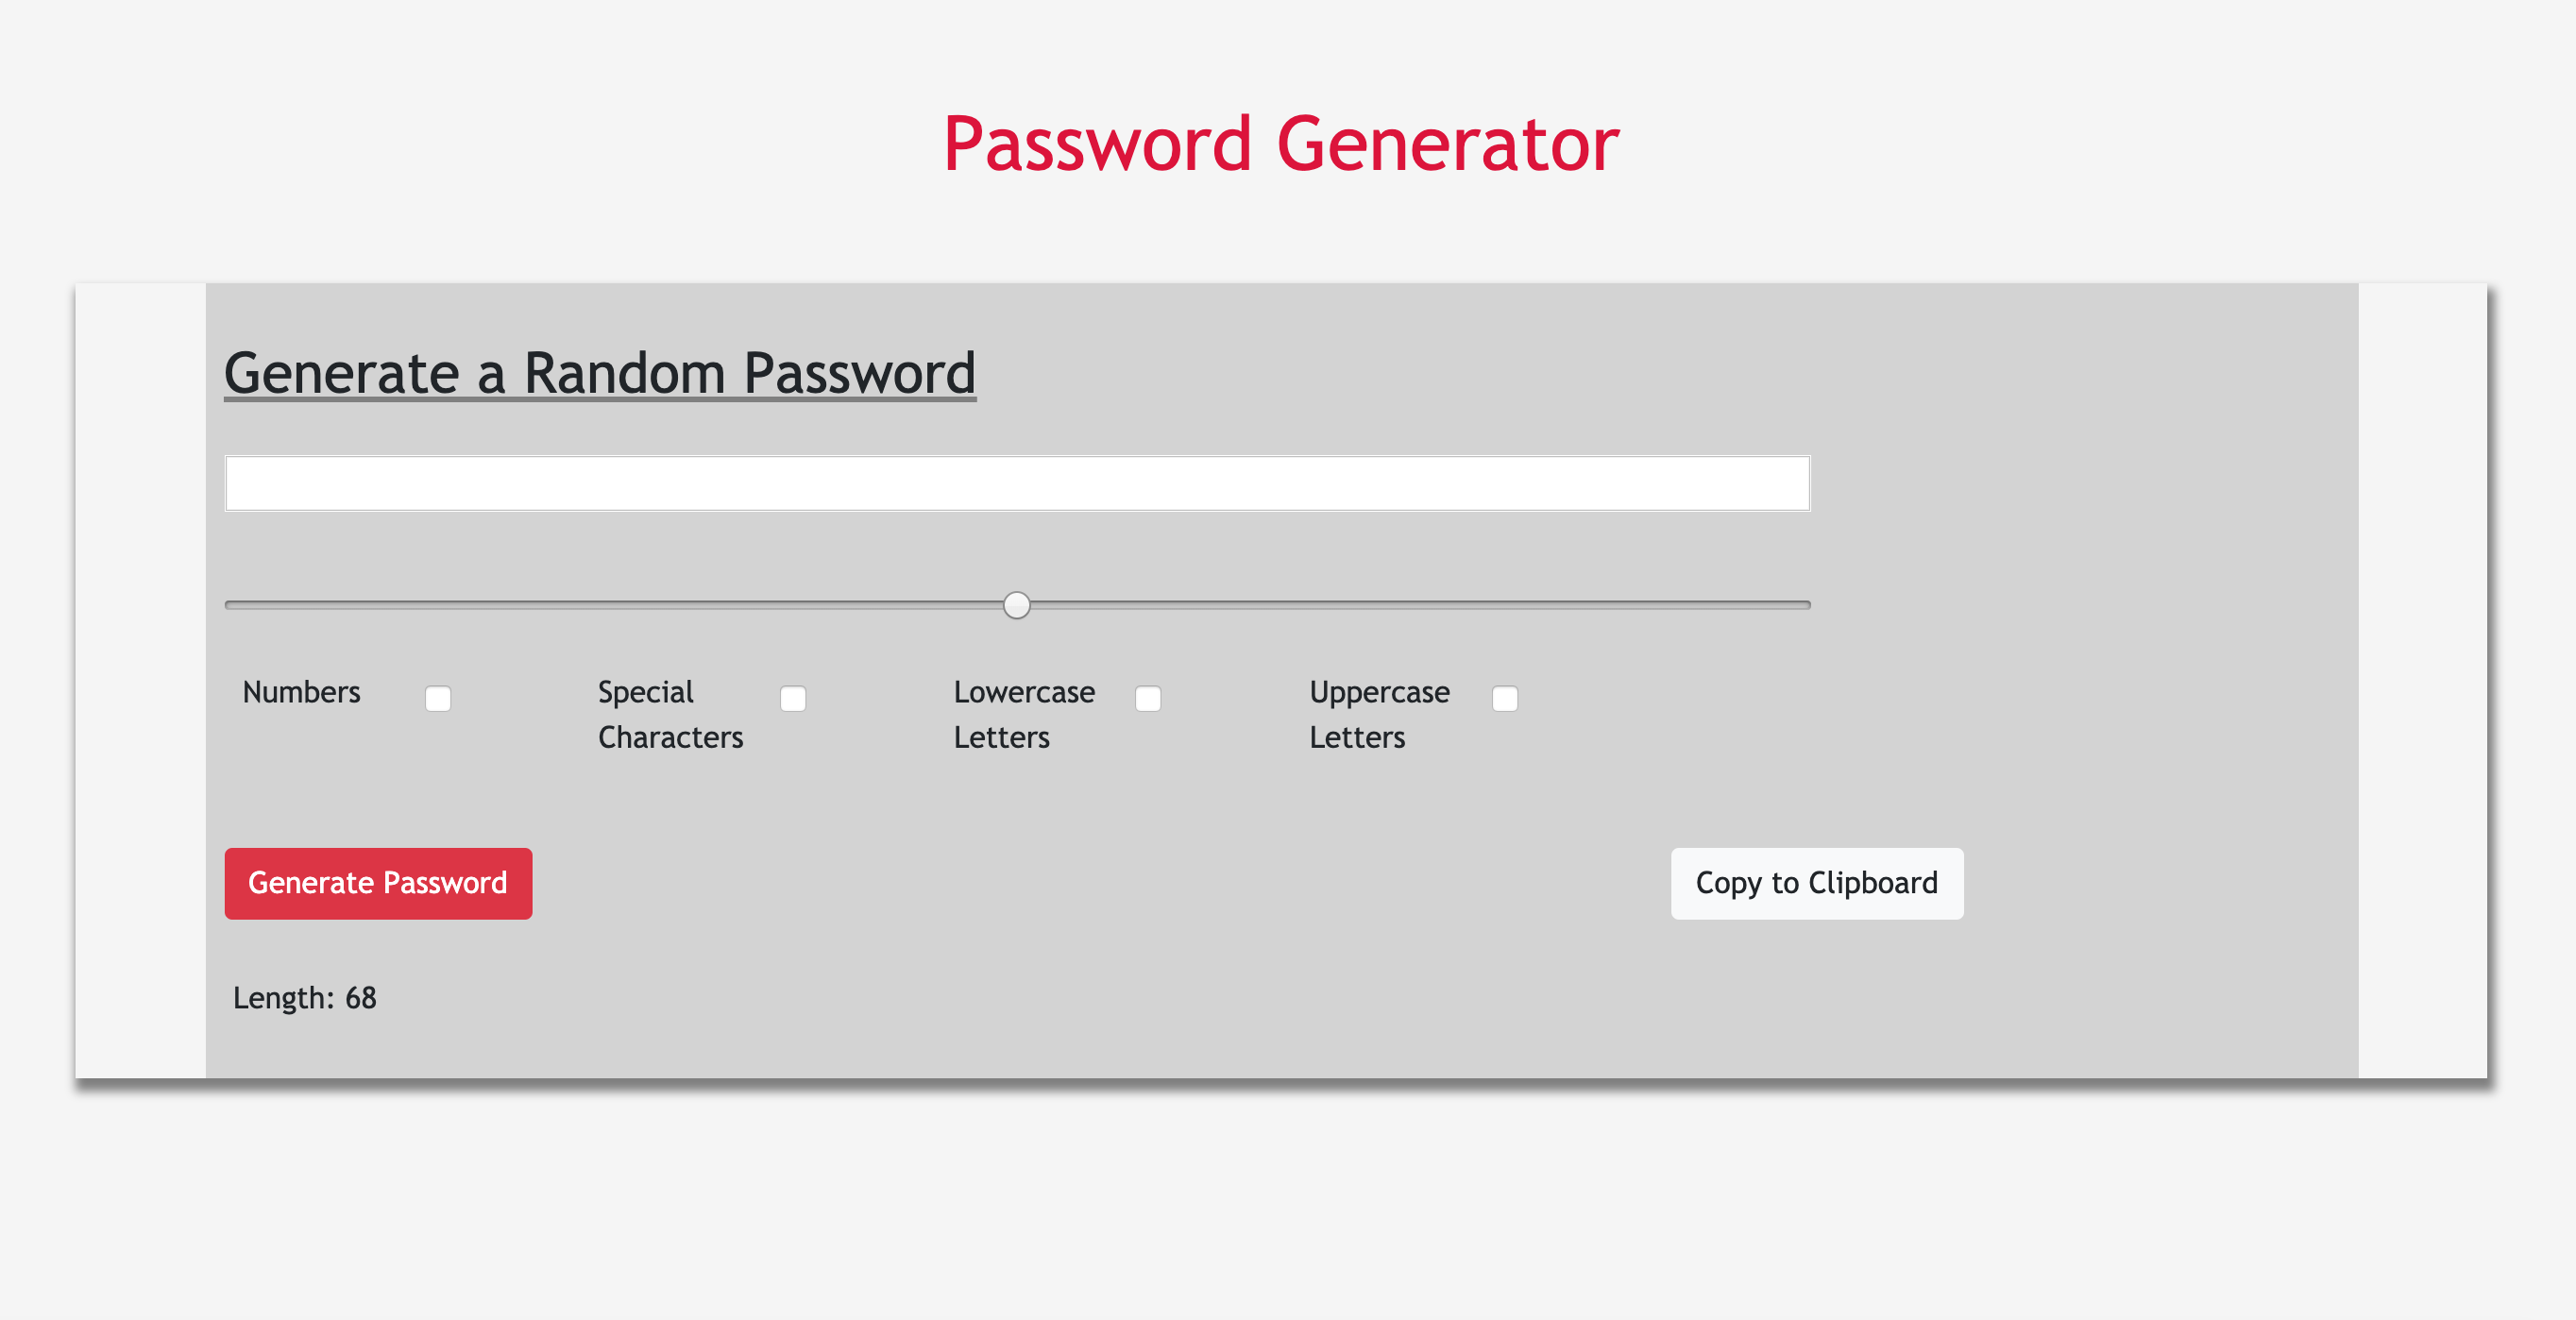 Password Generator
Generate a Random Password
Numbers
Special
Characters
Lowercase
Letters
Uppercase
Letters
Generate Password
Copy to Clipboard
Length: 68